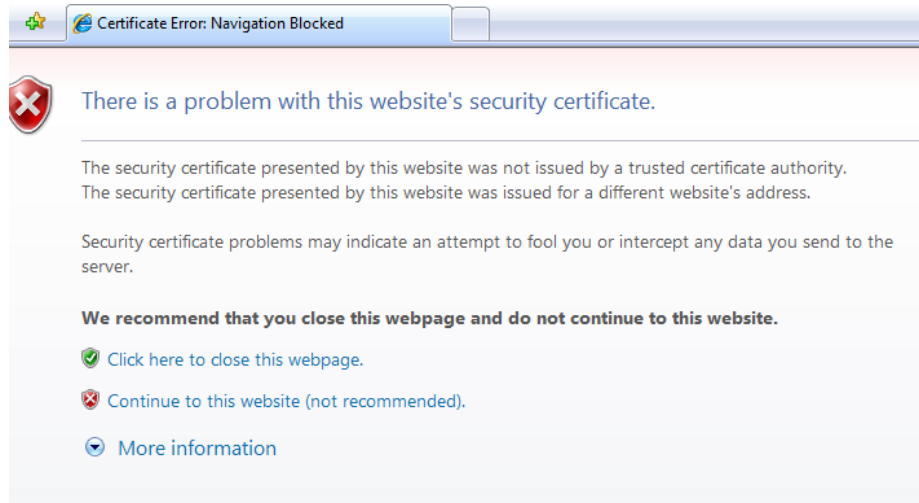 Certificate Error: Navigation Blocked
There is a problem with this website's security certificate.
The security certificate presented by this website was not issued by a trusted certificate authority.
The security certificate presented by this website was issued for a different website's address.
Security certificate problems may indicate an attempt to fool you or intercept any data you send to the
server.
We recommend that you close this webpage and do not continue to this website.
Click here to close this webpage.
Continue to this website (not recommended).
More information